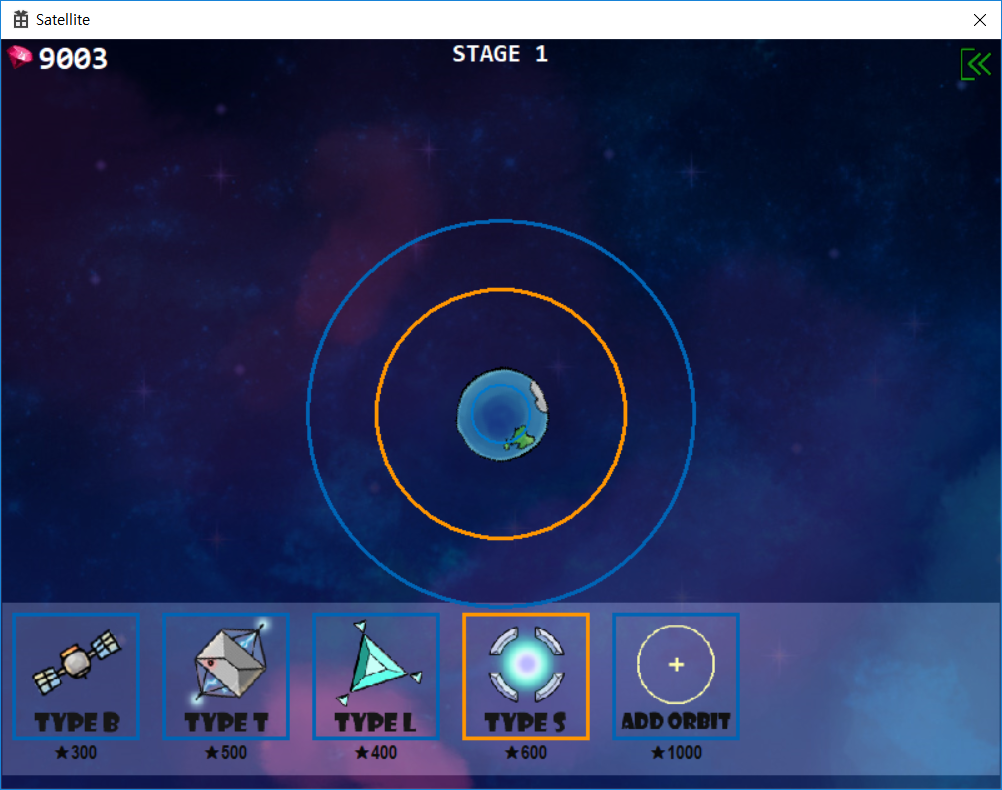 Satellite
9003
STAGE 1
TYPE B
TYPE T
TYPE L
TYPE S
ADD ORBIT
★300
★500
★400
★600
★1000